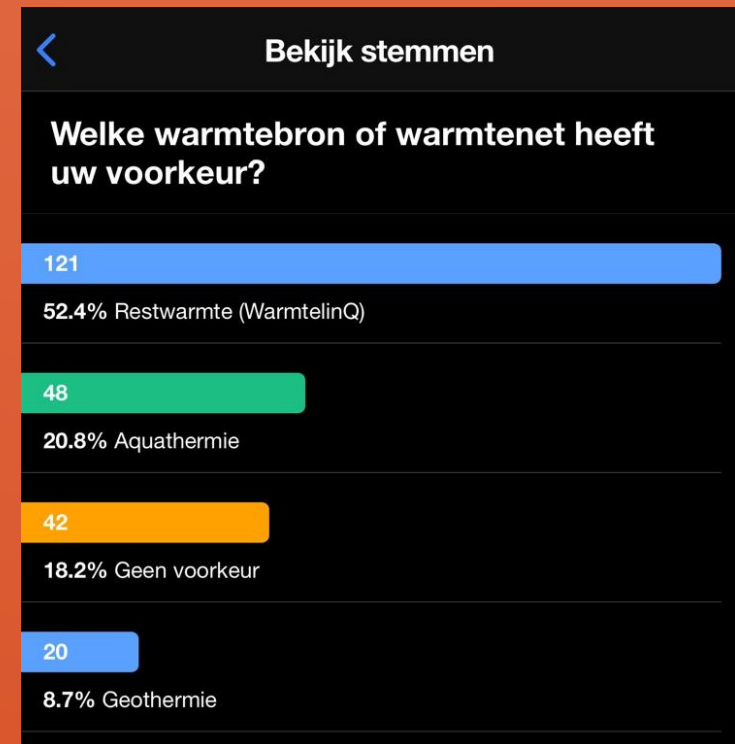 Bekijk stemmen
Welke warmtebron of warmtenet heeft
uw voorkeur?
121
52.4% Restwarmte (WarmtelinQ)
48
20.8% Aquathermie
42
18.2% Geen voorkeur
20
8.7% Geothermie